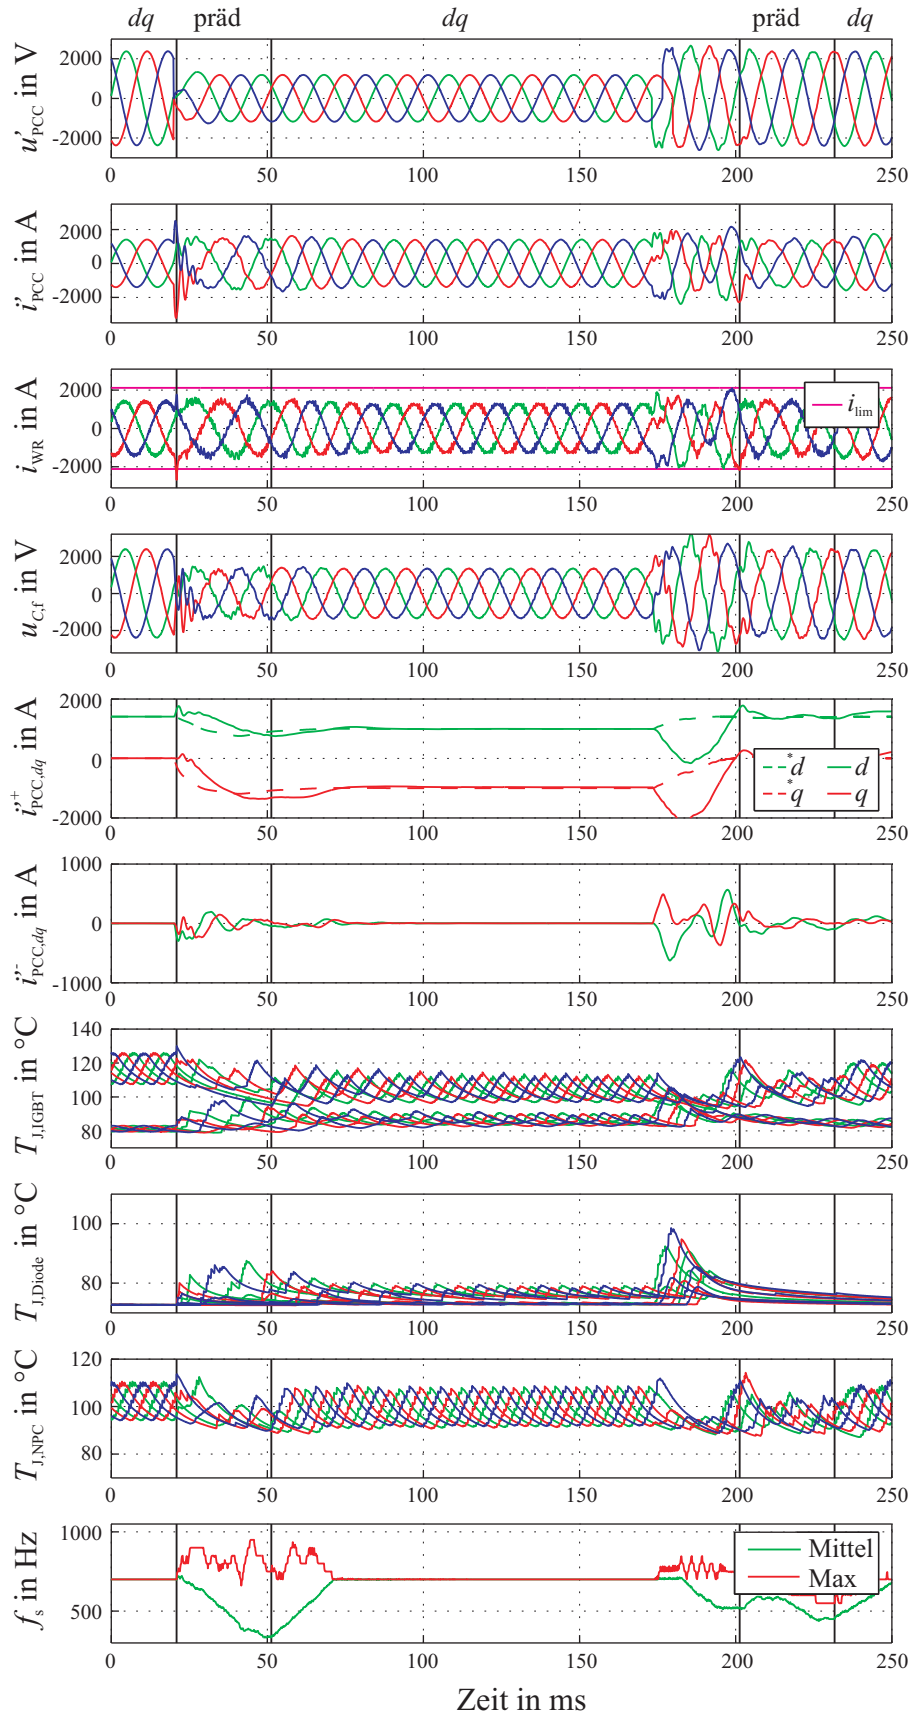 dq präd dq präd dq
u'PCC in V
2000
0
-2000
0 50 100 150 200 250
i''PCC in A
2000
0
-2000
0 50 100 150 200 250
iWR in A
2000
0
-2000
ilim
0 50 100 150 200 250
uC,f in V
2000
0
-2000
0 50 100 150 200 250
i''+PCC,dq in A
2000
0
-2000
*d d
*q q
0 50 100 150 200 250
i''-PCC,dq in A
1000
0
-1000
0 50 100 150 200 250
TJ,IGBT in °C
140
120
100
80
0 50 100 150 200 250
TJ,Diode in °C
100
80
0 50 100 150 200 250
TJ,NPC in °C
120
100
80
0 50 100 150 200 250
fs in Hz
1000
500
Mittel
Max
0 50 100 150 200 250
Zeit in ms